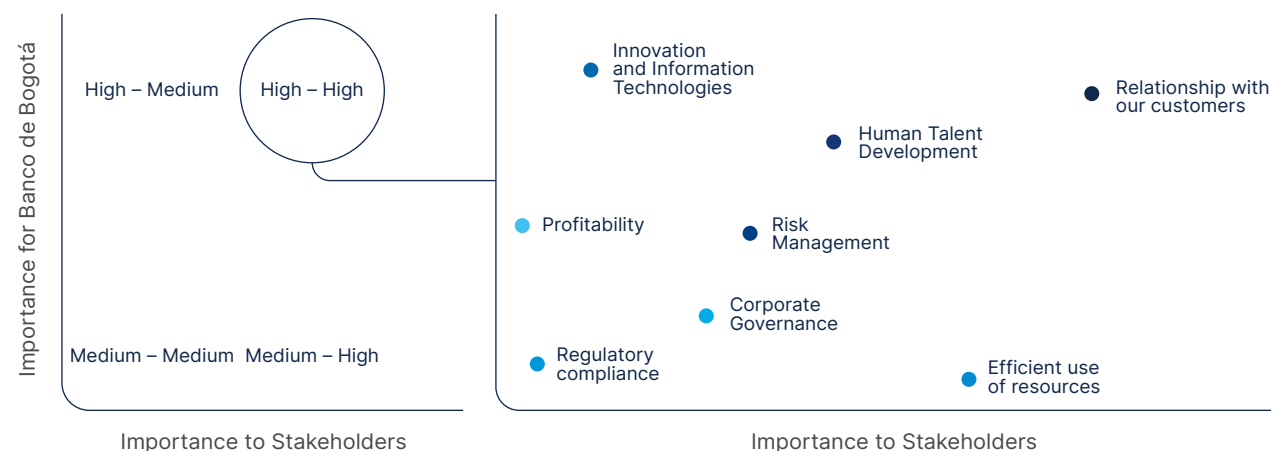 Importance for Banco de Bogotá
High – Medium
High – High
Medium – Medium
Medium – High
Importance to Stakeholders
Innovation
and Information
Technologies
Relationship with
our customers
Human Talent
Development
Profitability
Risk
Management
Corporate
Governance
Regulatory
compliance
Efficient use
of resources
Importance to Stakeholders